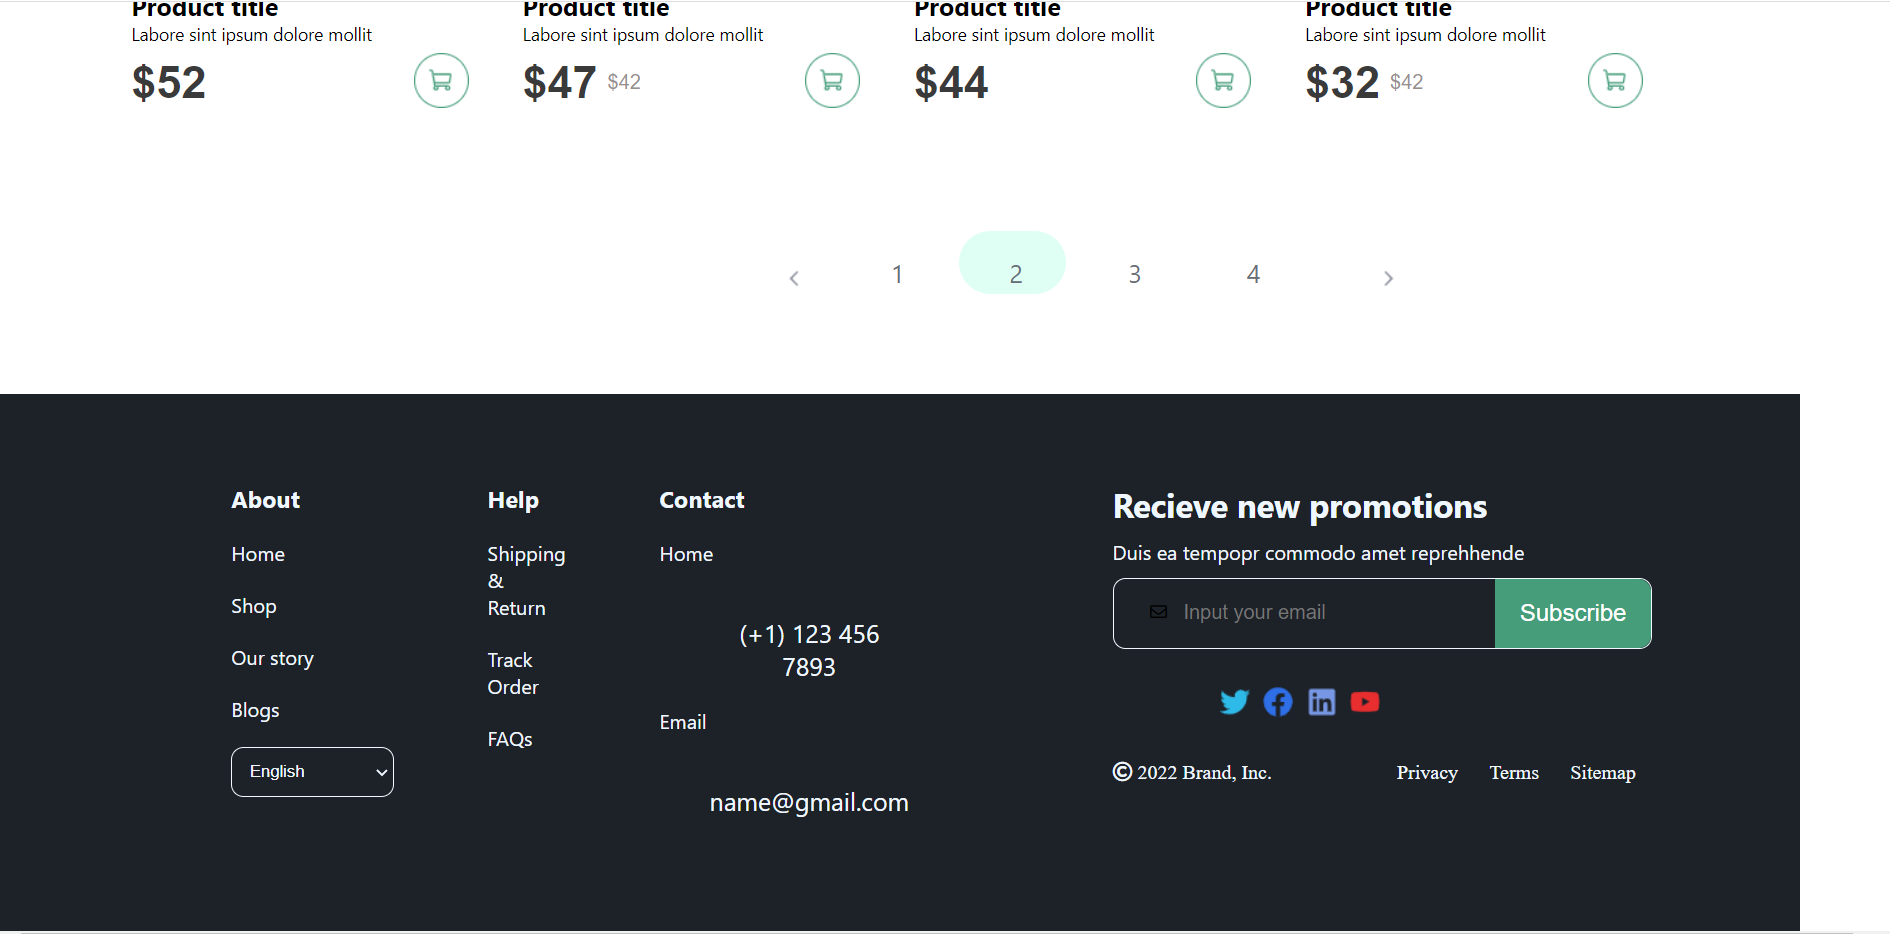 Product title Product title Product title Product title
Labore sint ipsum dolore mollit Labore sint ipsum dolore mollit Labore sint ipsum dolore mollit Labore sint ipsum dolore mollit
$52 $47 $42 $44 $32 $42
1 2 3 4
About
Home
Shop
Our story
Blogs
English
Help
Shipping
&
Return
Track
Order
FAQs
Contact
Home
(+1) 123 456
7893
Email
name@gmail.com
Recieve new promotions
Duis ea tempopr commodo amet reprehhende
Input your email Subscribe
© 2022 Brand, Inc. Privacy Terms Sitemap